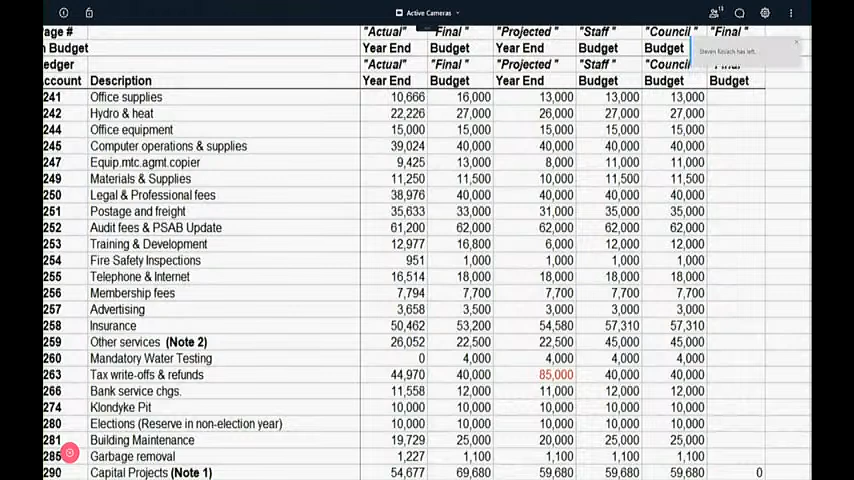 Active Cameras
13
age # "Actual" "Final" "Projected "Staff" "Council"
n Budget Year End Budget Year End Budget Budget
edger "Actual" "Final" "Projected "Staff" "Council "Final"
ccount Description Year End Budget Year End Budget Budget Budget
Steven Kosach has left.
241 Office supplies 10,666 16,000 13,000 13,000 13,000
242 Hydro & heat 22,226 27,000 26,000 27,000 27,000
244 Office equipment 15,000 15,000 15,000 15,000 15,000
245 Computer operations & supplies 39,024 40,000 40,000 40,000 40,000
247 Equip.mtc.agmt.copier 9,425 13,000 8,000 11,000 11,000
249 Materials & Supplies 11,250 11,500 10,000 11,500 11,500
250 Legal & Professional fees 38,976 40,000 40,000 40,000 40,000
251 Postage and freight 35,633 33,000 31,000 35,000 35,000
252 Audit fees & PSAB Update 61,200 62,000 62,000 62,000 62,000
253 Training & Development 12,977 16,800 6,000 12,000 12,000
254 Fire Safety Inspections 951 1,000 1,000 1,000 1,000
255 Telephone & Internet 16,514 18,000 18,000 18,000 18,000
256 Membership fees 7,794 7,700 7,700 7,700 7,700
257 Advertising 3,658 3,500 3,000 3,000 3,000
258 Insurance 50,462 53,200 54,580 57,310 57,310
259 Other services (Note 2) 26,052 22,500 22,500 45,000 45,000
260 Mandatory Water Testing 0 4,000 4,000 4,000 4,000
263 Tax write-offs & refunds 44,970 40,000 85,000 40,000 40,000
266 Bank service chgs. 11,558 12,000 11,000 12,000 12,000
274 Klondyke Pit 10,000 10,000 10,000 10,000 10,000
280 Elections (Reserve in non-election year) 10,000 10,000 10,000 10,000 10,000
281 Building Maintenance 19,729 25,000 20,000 25,000 25,000
285 Garbage removal 1,227 1,100 1,100 1,100 1,100
290 Capital Projects (Note 1) 54,677 69,680 59,680 59,680 59,680 0